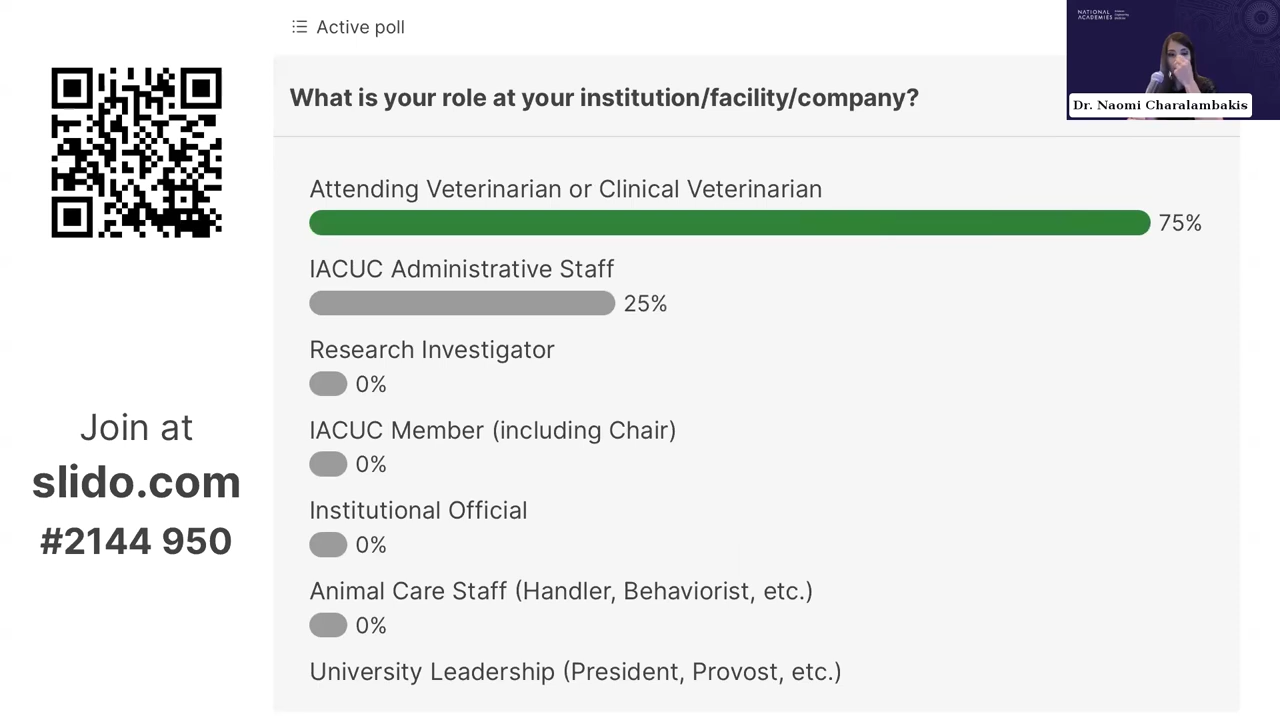 Active poll
NATIONAL
ACADEMIES
Dr. Naomi Charalambakis
What is your role at your institution/facility/company?
Attending Veterinarian or Clinical Veterinarian
75%
IACUC Administrative Staff
25%
Research Investigator
0%
IACUC Member (including Chair)
0%
Institutional Official
0%
Animal Care Staff (Handler, Behaviorist, etc.)
0%
University Leadership (President, Provost, etc.)
Join at
slido.com
#2144 950